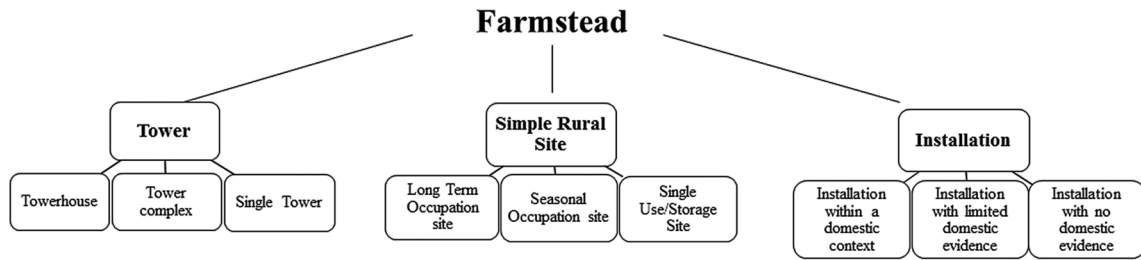 Farmstead
Tower
Towerhouse
Tower
complex
Single Tower
Simple Rural
Site
Long Term
Occupation
site
Seasonal
Occupation site
Single
Use/Storage
Site
Installation
Installation
within a
domestic
context
Installation
with limited
domestic
evidence
Installation
with no
domestic
evidence